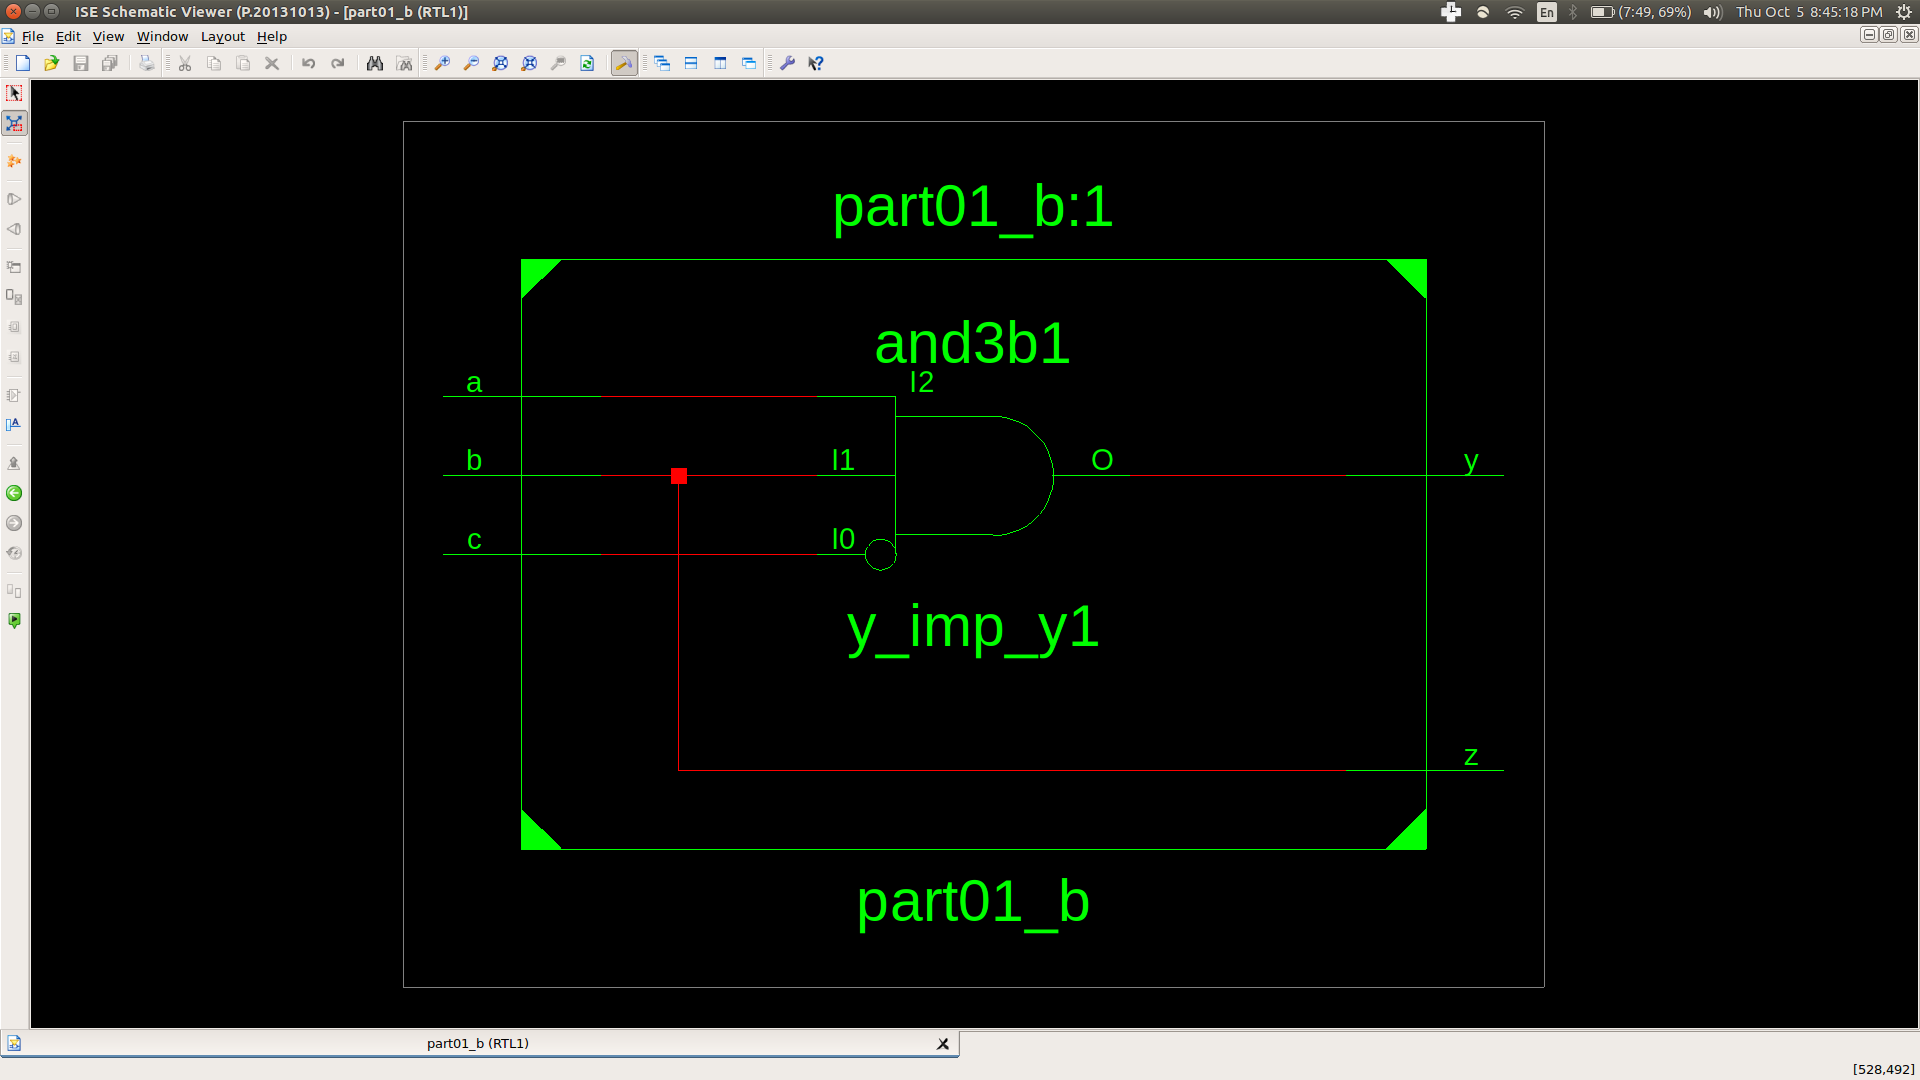 ISE Schematic Viewer (P.20131013) - [part01_b (RTL1)]
En
(7:49, 69%)
Thu Oct 5 8:45:18 PM
File Edit View Window Layout Help
part01_b:1
and3b1
a
I2
b
I1
O
y
c
I0
y_imp_y1
z
part01_b
part01_b (RTL1)
[528,492]